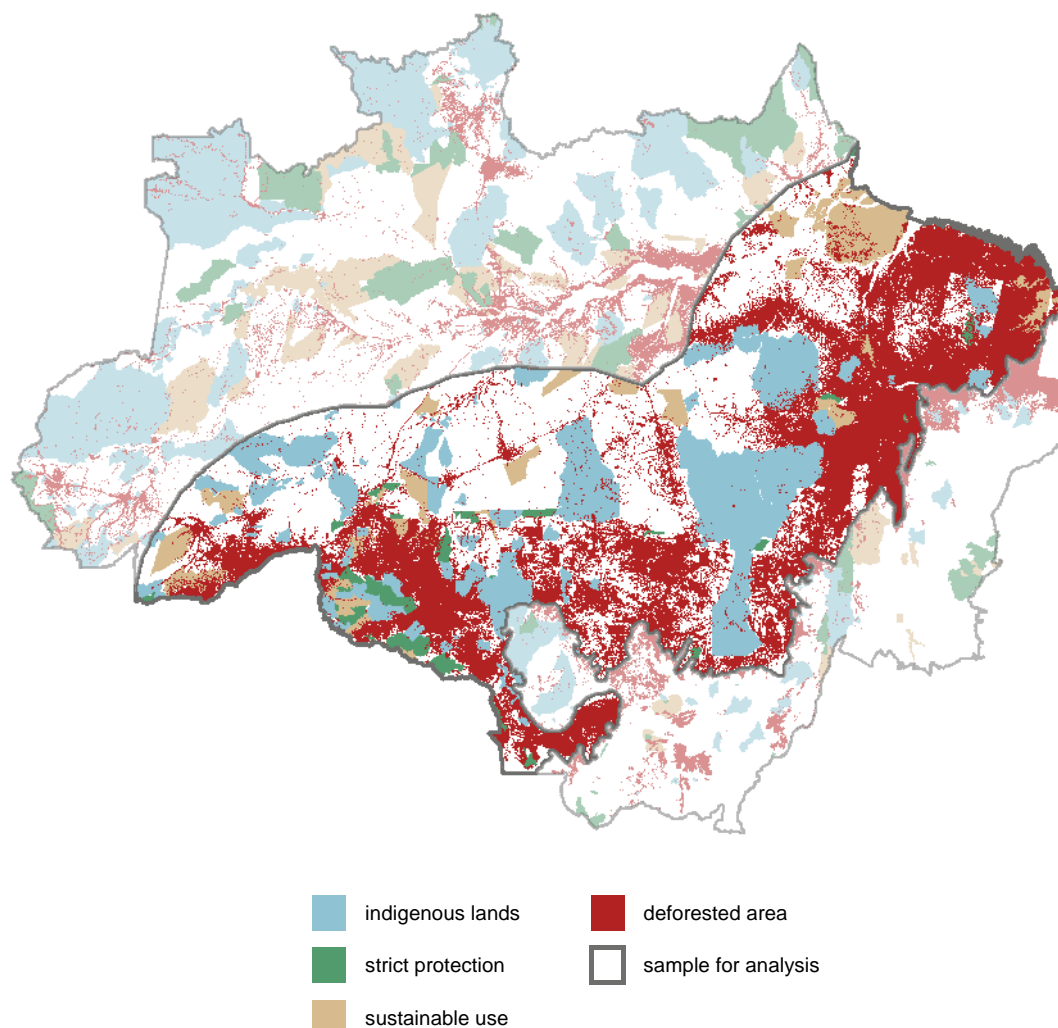 indigenous lands
deforested area
strict protection
sample for analysis
sustainable use